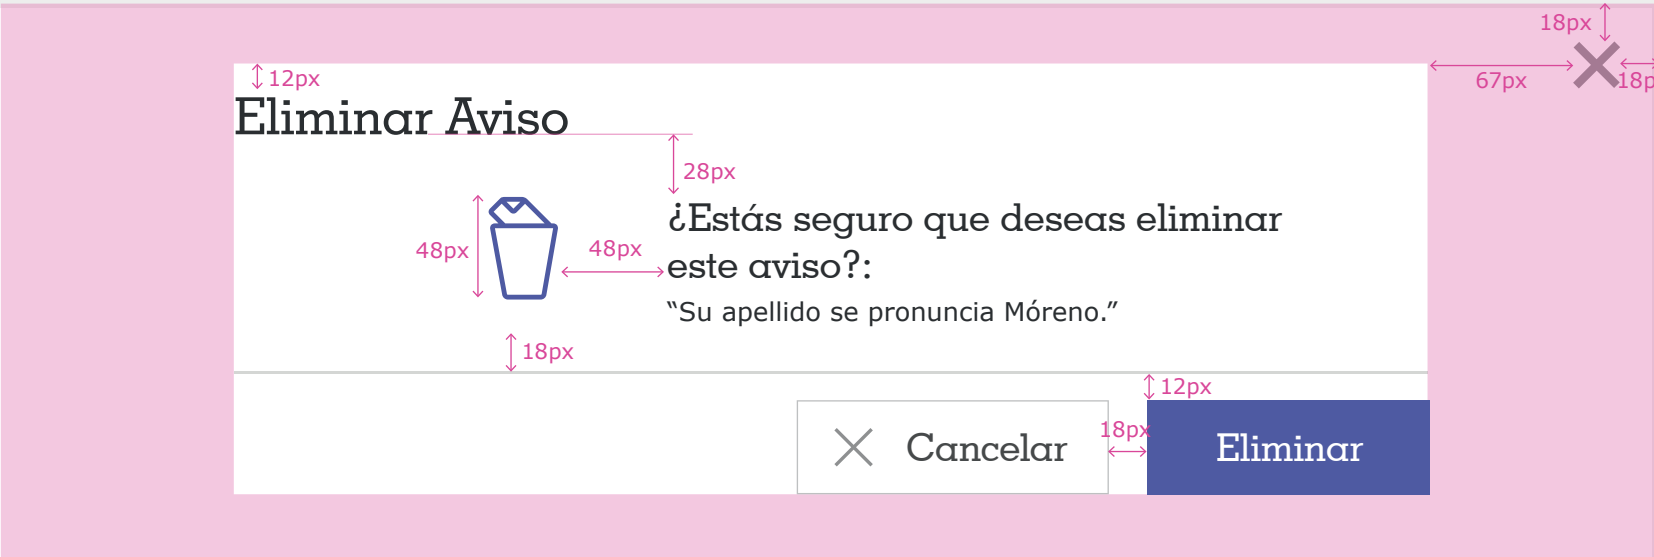 18px
12px
67px
18p
Eliminar Aviso
28px
48px
48px
¿Estás seguro que deseas eliminar
este aviso?:
“Su apellido se pronuncia Móreno.”
18px
12px
18px
Cancelar
Eliminar